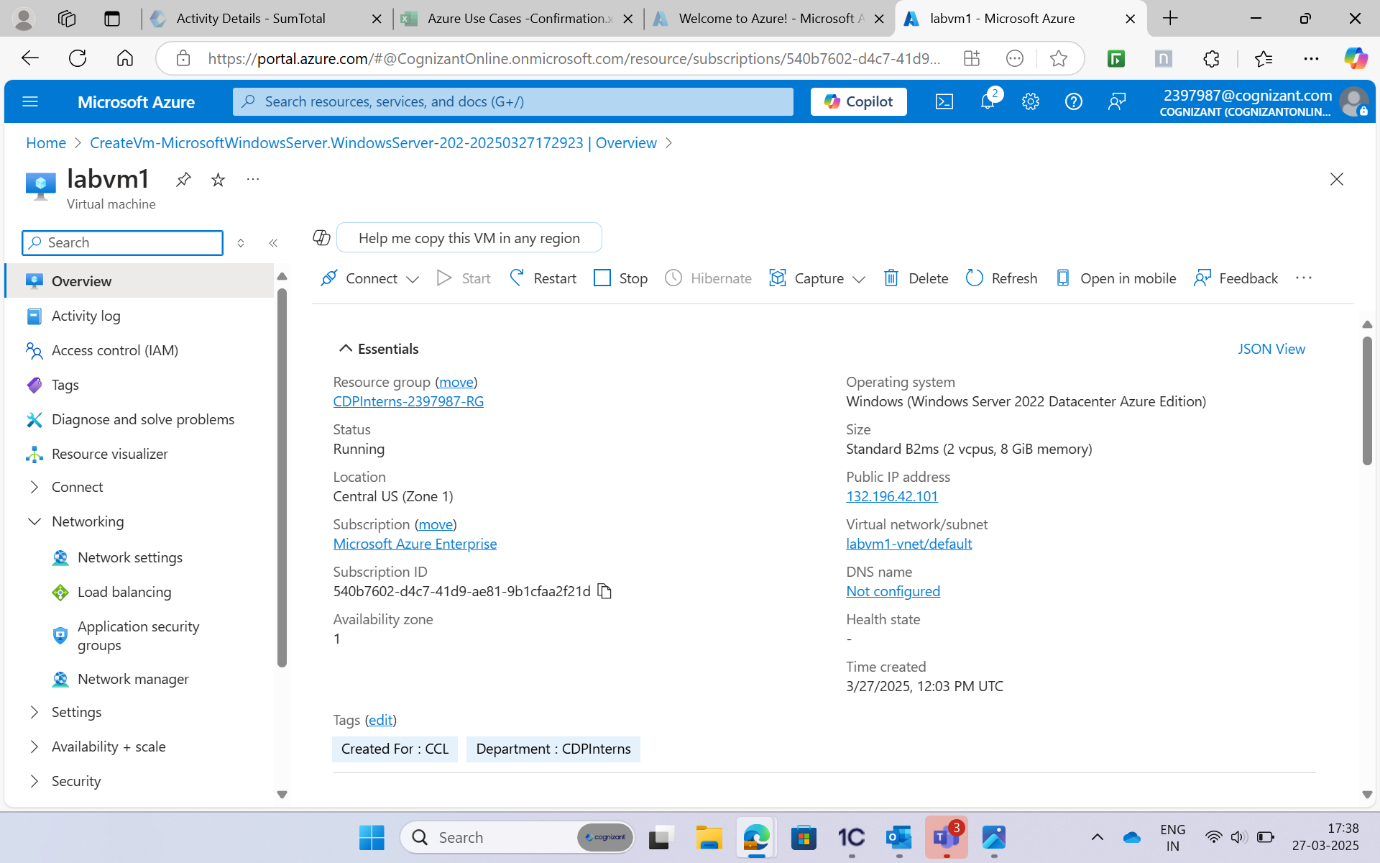 Activity Details - SumTotal
Azure Use Cases -Confirmation.x
Welcome to Azure! - Microsoft A
labvm1 - Microsoft Azure
https://portal.azure.com/#@CognizantOnline.onmicrosoft.com/resource/subscriptions/540b7602-d4c7-41d9...
Microsoft Azure
Search resources, services, and docs (G+/)
Copilot
2
2397987@cognizant.com
COGNIZANT (COGNIZANTONLIN...
Home > CreateVm-MicrosoftWindowsServer.WindowsServer-202-20250327172923 | Overview >
labvm1
Virtual machine
Search
Help me copy this VM in any region
Connect
Start
Restart
Stop
Hibernate
Capture
Delete
Refresh
Open in mobile
Feedback
Overview
Activity log
Access control (IAM)
Tags
Diagnose and solve problems
Resource visualizer
Connect
Networking
Network settings
Load balancing
Application security
groups
Network manager
Settings
Availability + scale
Security
Essentials
JSON View
Resource group (move)
CDPInterns-2397987-RG
Status
Running
Location
Central US (Zone 1)
Subscription (move)
Microsoft Azure Enterprise
Subscription ID
540b7602-d4c7-41d9-ae81-9b1cfaa2f21d
Availability zone
1
Operating system
Windows (Windows Server 2022 Datacenter Azure Edition)
Size
Standard B2ms (2 vcpus, 8 GiB memory)
Public IP address
132.196.42.101
Virtual network/subnet
labvm1-vnet/default
DNS name
Not configured
Health state
-
Time created
3/27/2025, 12:03 PM UTC
Tags (edit)
Created For : CCL
Department : CDPInterns
Search
cognizant
1C
3
ENG
IN
17:38
27-03-2025